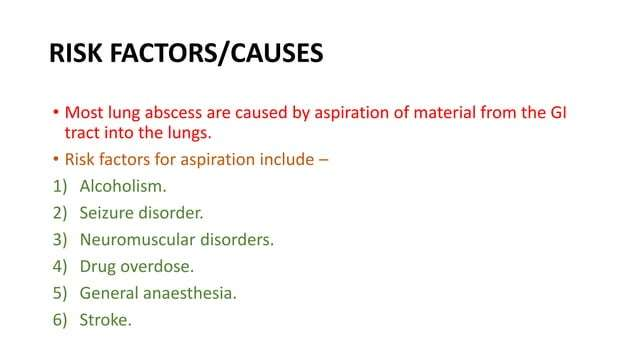 RISK FACTORS/CAUSES
• Most lung abscess are caused by aspiration of material from the GI
tract into the lungs.
• Risk factors for aspiration include –
1) Alcoholism.
2) Seizure disorder.
3) Neuromuscular disorders.
4) Drug overdose.
5) General anaesthesia.
6) Stroke.